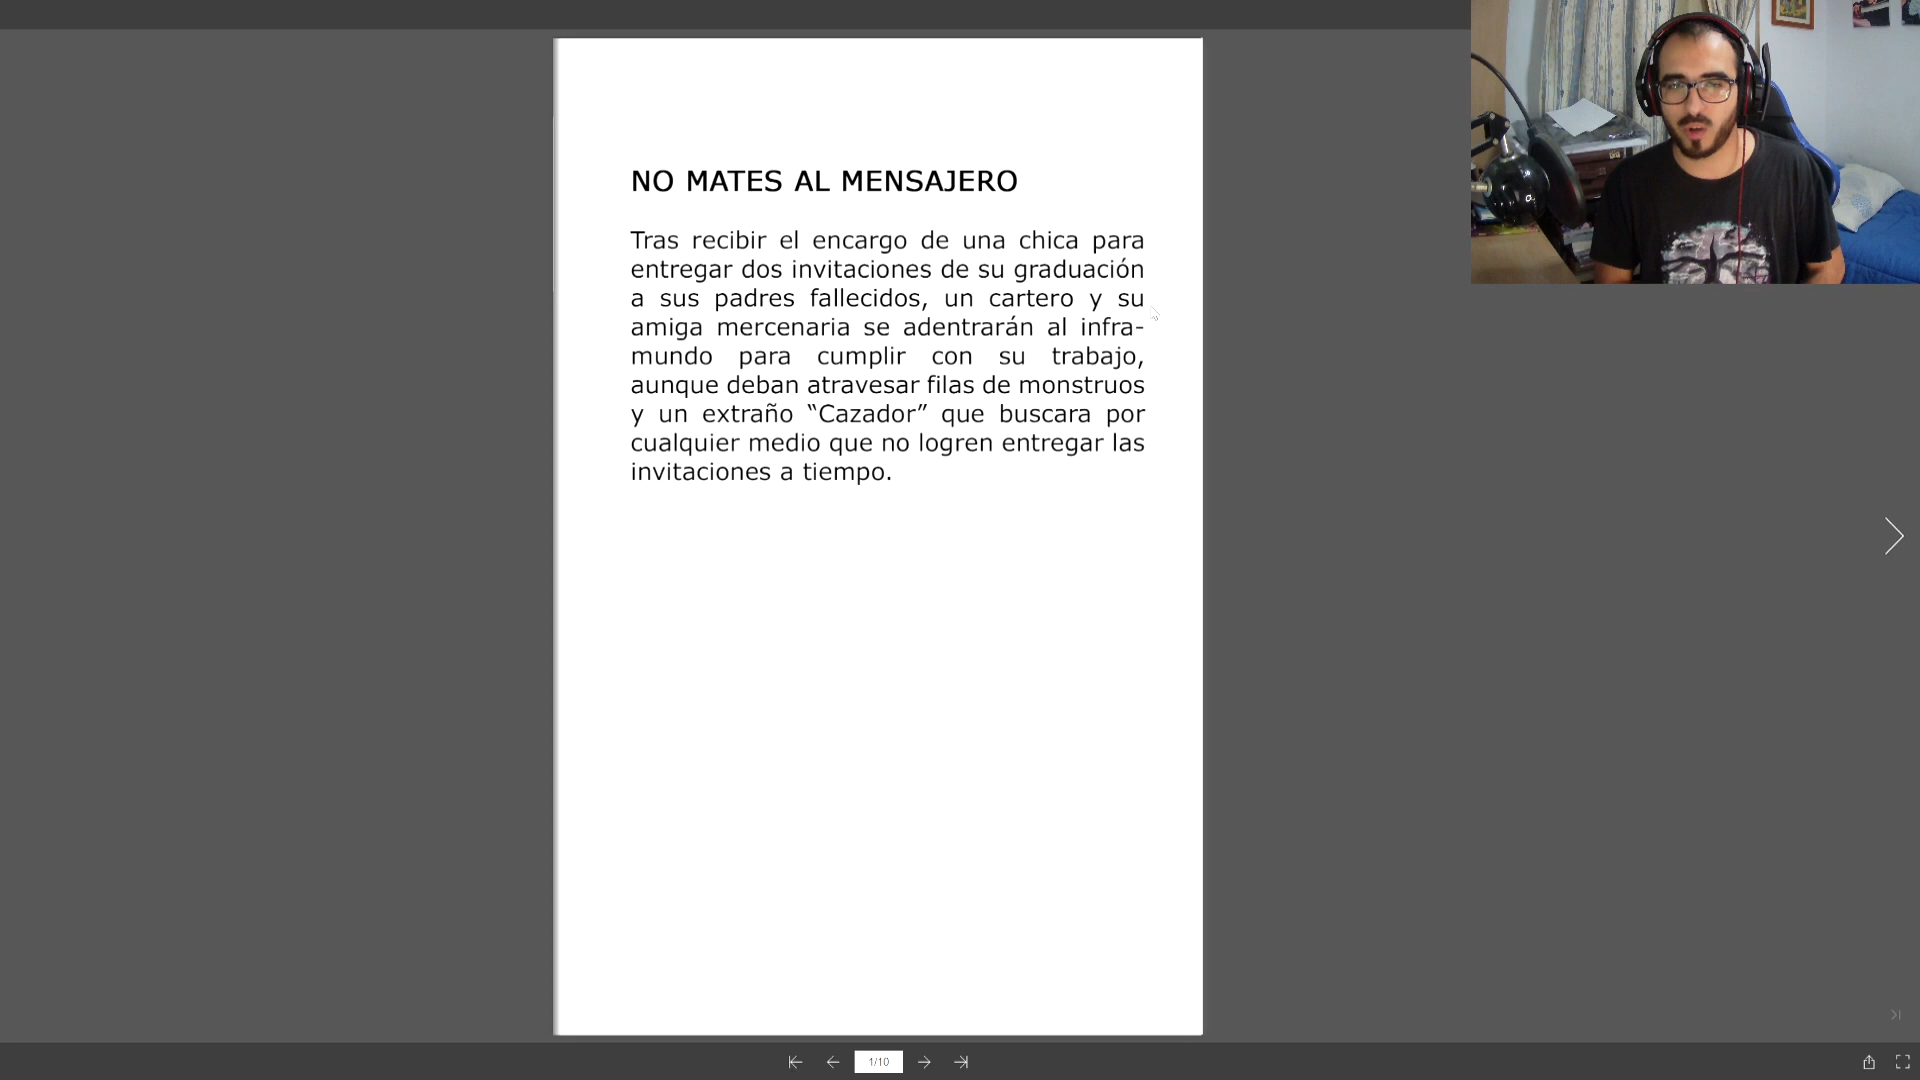 NO MATES AL MENSAJERO
Tras recibir el encargo de una chica para
entregar dos invitaciones de su graduación
a sus padres fallecidos, un cartero y su
amiga mercenaria se adentrarán al infra-
mundo para cumplir con su trabajo,
aunque deban atravesar filas de monstruos
y un extraño “Cazador” que buscara por
cualquier medio que no logren entregar las
invitaciones a tiempo.
1/10